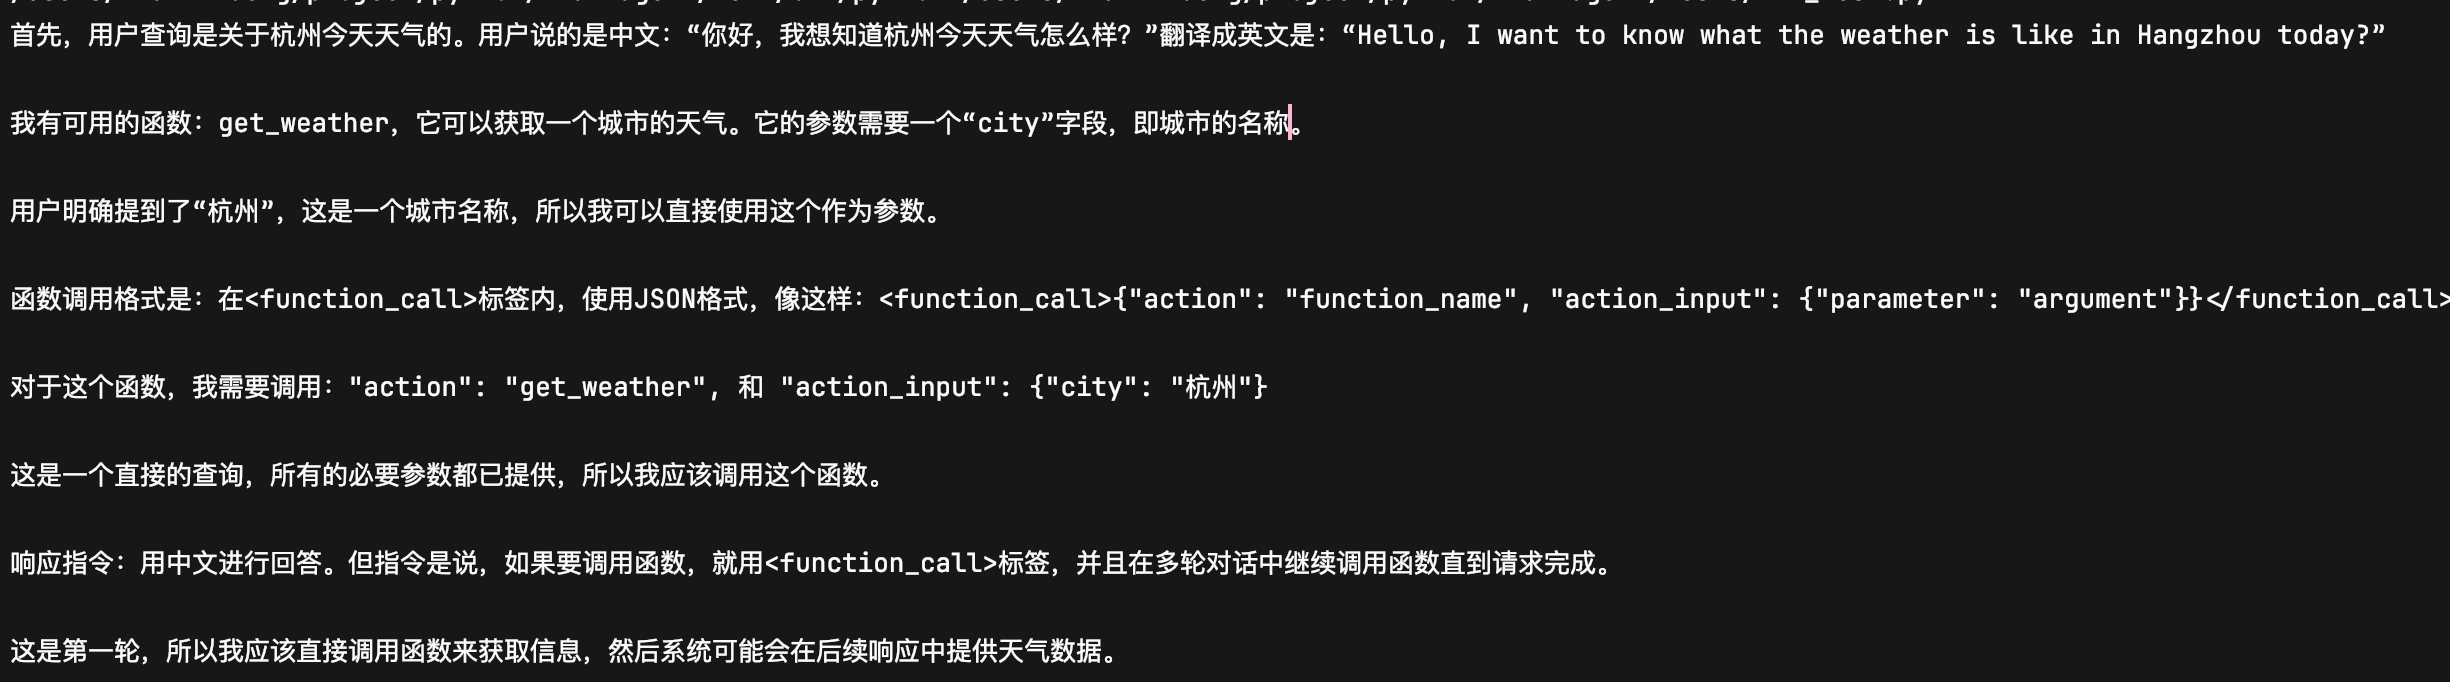 首先，用户查询是关于杭州今天天气的。用户说的是中文：“你好，我想知道杭州今天天气怎么样？”翻译成英文是：“Hello, I want to know what the weather is like in Hangzhou today?”
我有可用的函数：get_weather，它可以获取一个城市的天气。它的参数需要一个“city”字段，即城市的名称。
用户明确提到了“杭州”，这是一个城市名称，所以我可以直接使用这个作为参数。
函数调用格式是：在<function_call>标签内，使用JSON格式，像这样：<function_call>{"action": "function_name", "action_input": {"parameter": "argument"}}</function_call>
对于这个函数，我需要调用："action": "get_weather", 和 "action_input": {"city": "杭州"}
这是一个直接的查询，所有的必要参数都已提供，所以我应该调用这个函数。
响应指令：用中文进行回答。但指令是说，如果要调用函数，就用<function_call>标签，并且在多轮对话中继续调用函数直到请求完成。
这是第一轮，所以我应该直接调用函数来获取信息，然后系统可能会在后续响应中提供天气数据。